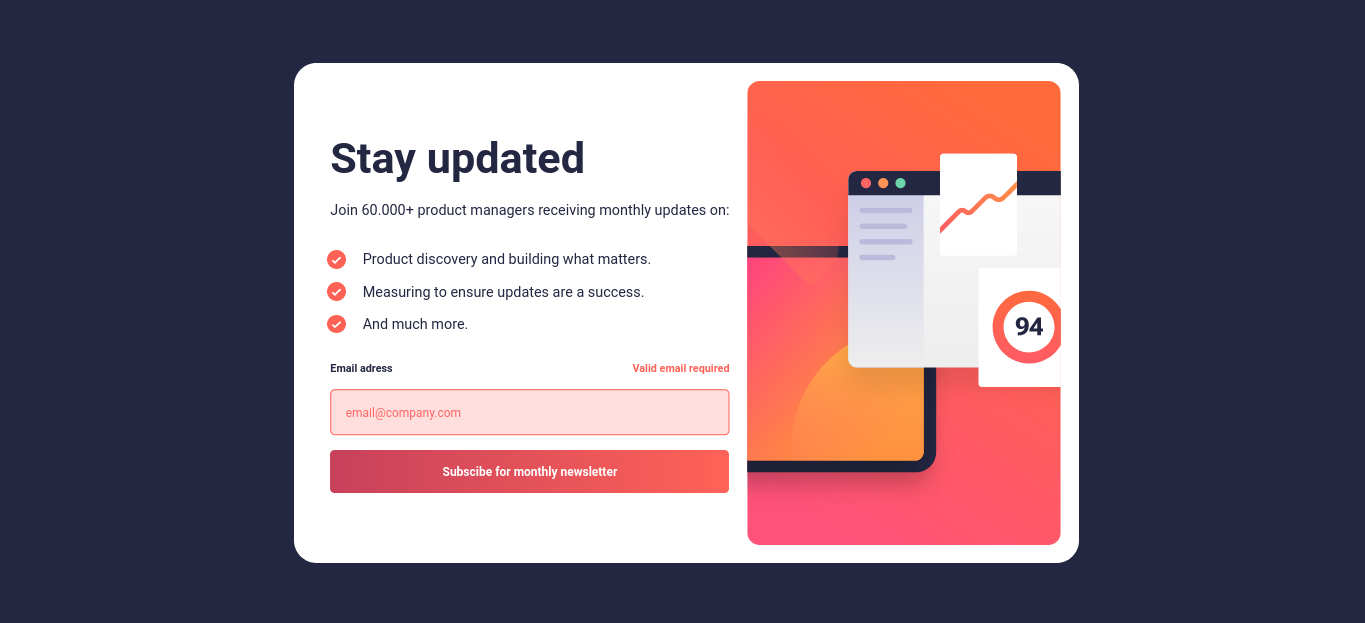 Stay updated
Join 60.000+ product managers receiving monthly updates on:
Product discovery and building what matters.
Measuring to ensure updates are a success.
And much more.
Email adress
Valid email required
email@company.com
Subscibe for monthly newsletter
94